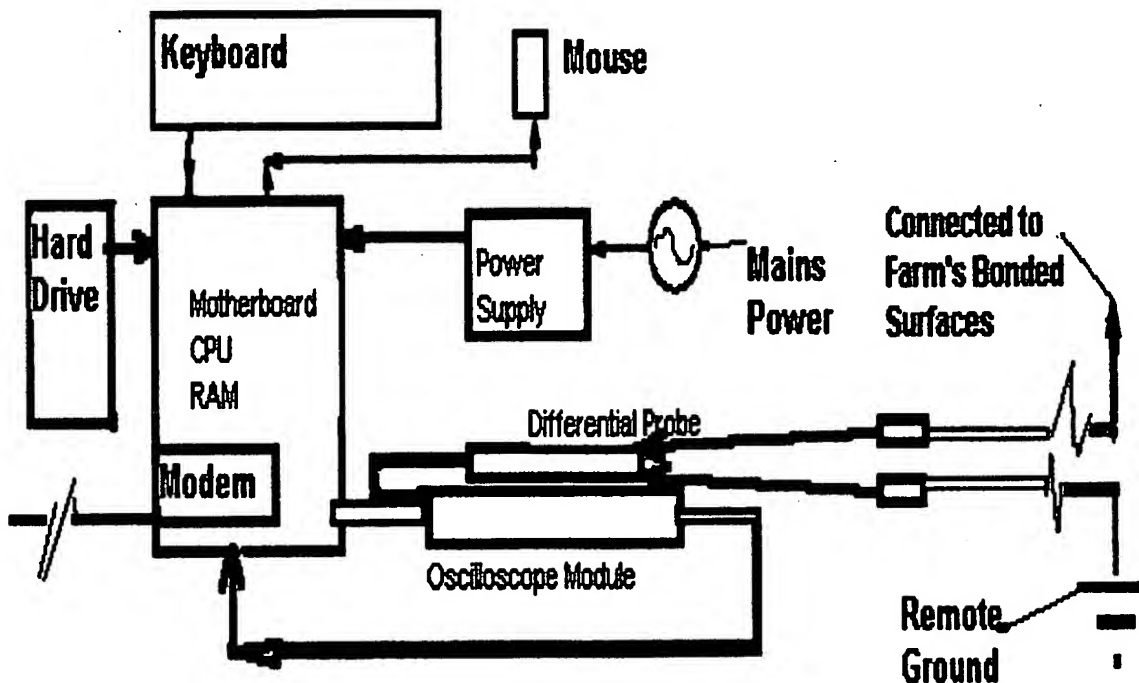 Keyboard
Mouse
Hard
Drive
Motherboard
CPU
RAM
Power
Supply
Mains
Power
Connected to
Farm's Bonded
Surfaces
Differential Probe
Modem
Oscilloscope Module
Remote
Ground